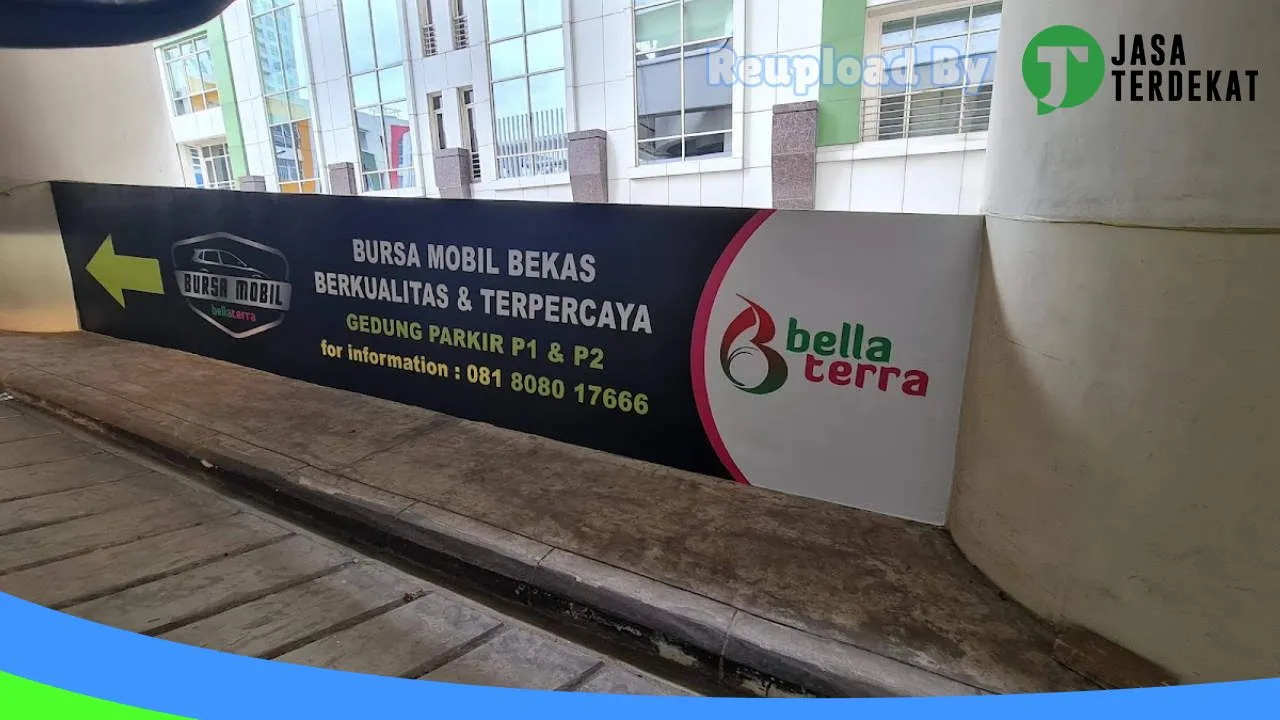 Reupload By
JASA
TERDEKAT
BURSA MOBIL
bellaterra
BURSA MOBIL BEKAS
BERKUALITAS & TERPERCAYA
GEDUNG PARKIR P1 & P2
for information : 081 8080 17666
bella
terra